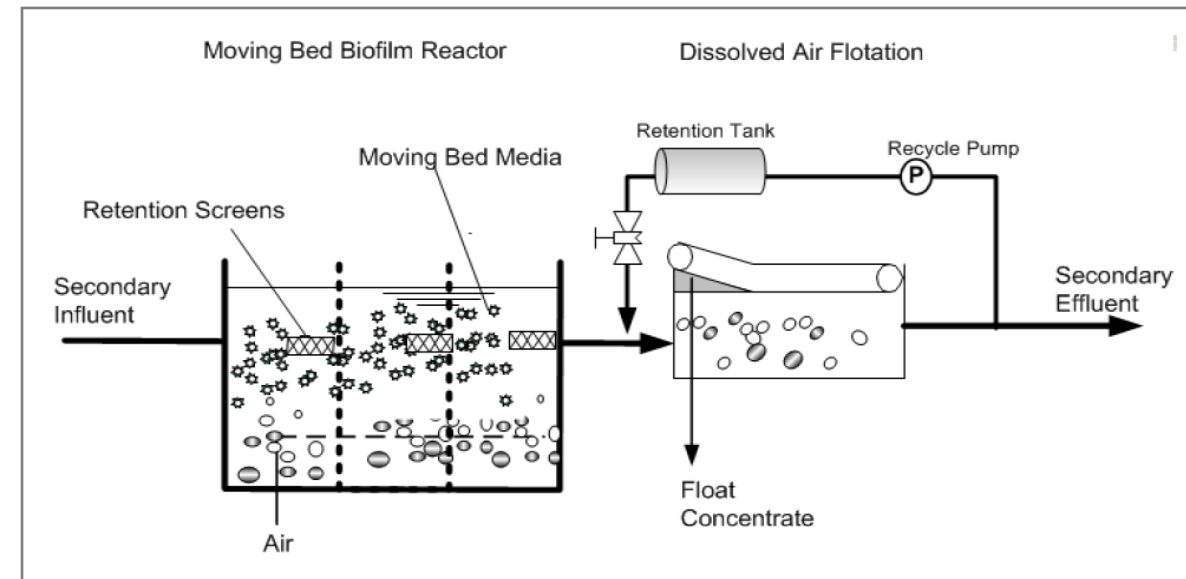 Moving Bed Biofilm Reactor
Dissolved Air Flotation
Retention Tank
Recycle Pump
P
Moving Bed Media
Retention Screens
Secondary
Influent
Secondary
Effluent
Float
Concentrate
Air